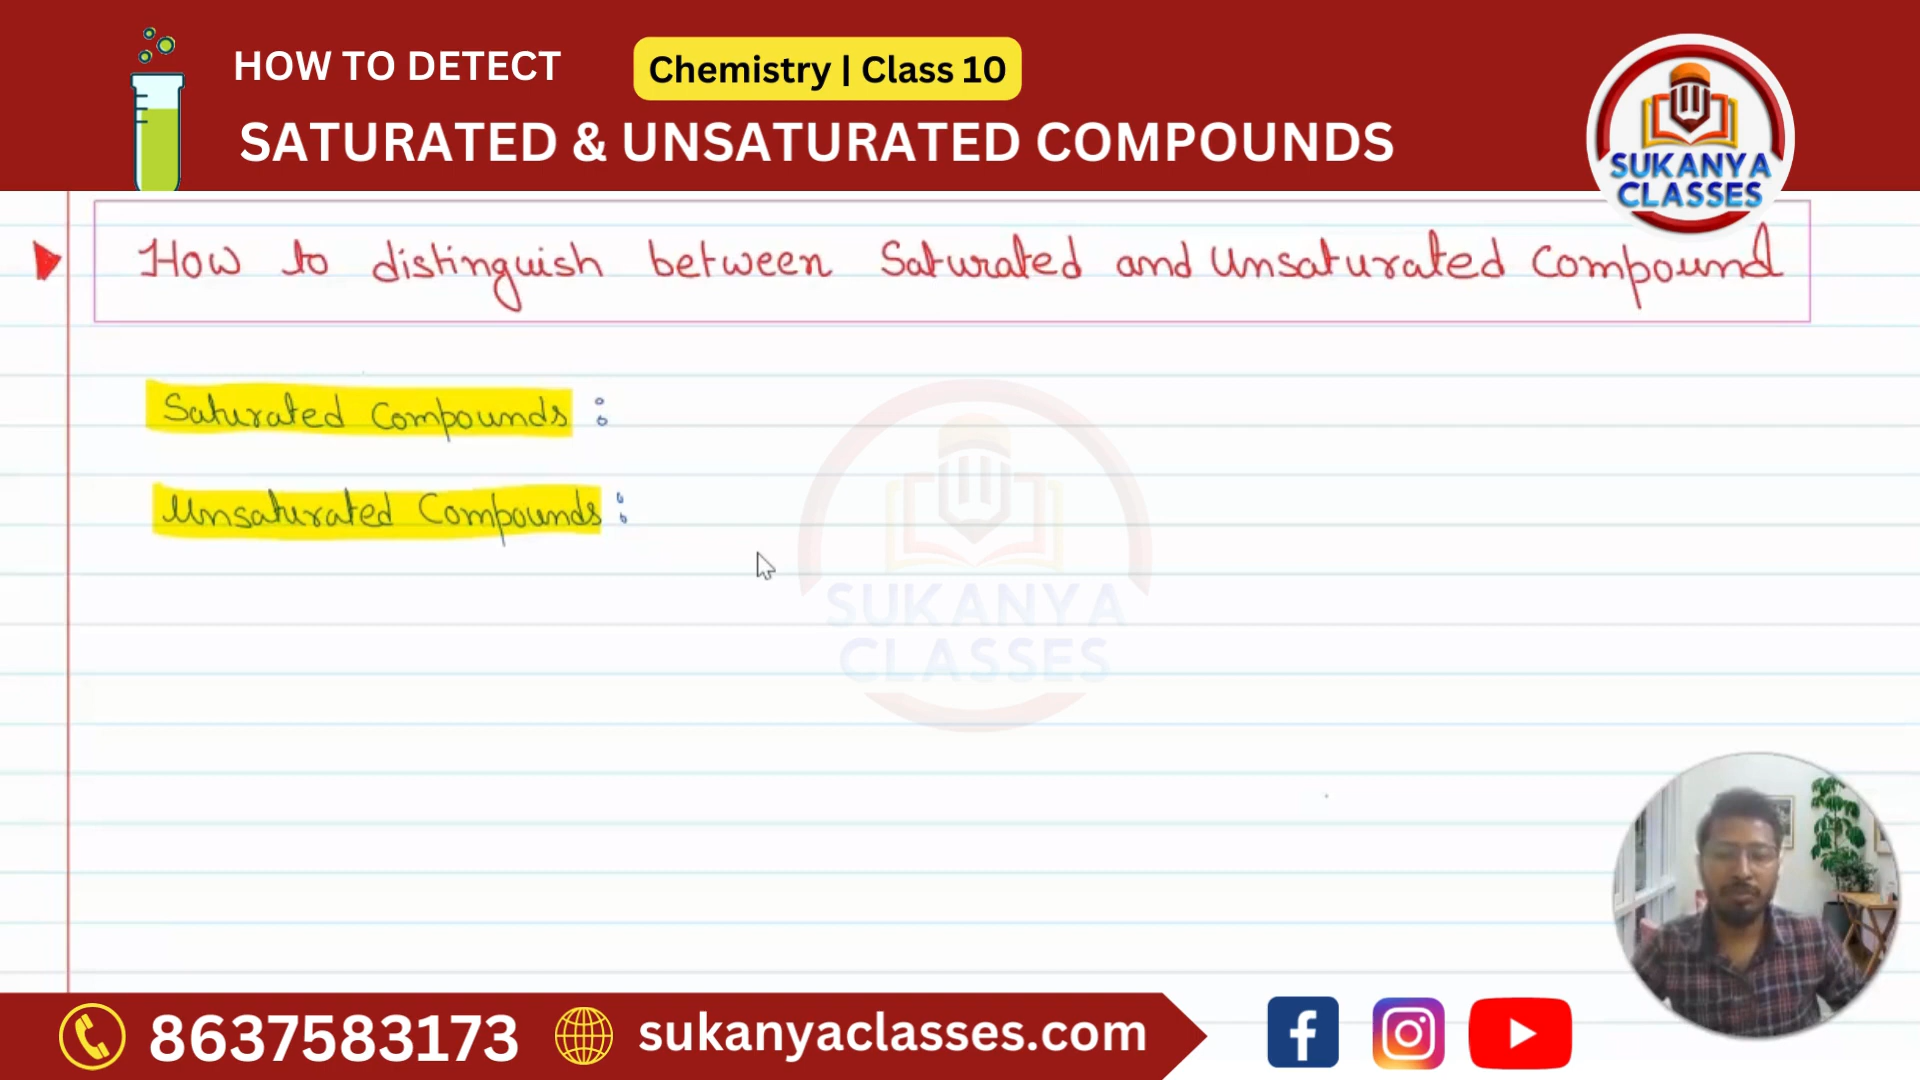 HOW TO DETECT
Chemistry | Class 10
SATURATED & UNSATURATED COMPOUNDS
SUKANYA
CLASSES
How to distinguish between Saturated and Unsaturated Compound
Saturated Compounds :
Unsaturated Compounds :
SUKANYA
CLASSES
8637583173
sukanyaclasses.com